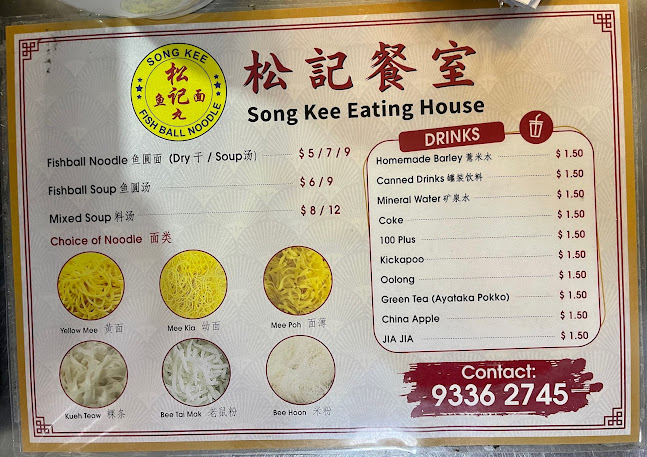 SONG KEE
松
鱼记面
丸
FISH BALL NOODLE
松記餐室
Song Kee Eating House
Fishball Noodle 鱼圓面 (Dry 干 / Soup汤) $ 5 / 7 / 9
Fishball Soup 鱼圓汤 $ 6 / 9
Mixed Soup 料汤 $ 8 / 12
Choice of Noodle 面类
Yellow Mee 黄面
Mee Kia 幼面
Mee Poh 面薄
Kueh Teow 粿条
Bee Tai Mak 老鼠粉
Bee Hoon 米粉
DRINKS
Homemade Barley 薏米水 $ 1.50
Canned Drinks 罐装饮料 $ 1.50
Mineral Water 矿泉水 $ 1.50
Coke $ 1.50
100 Plus $ 1.50
Kickapoo $ 1.50
Oolong $ 1.50
Green Tea (Ayataka Pokko) $ 1.50
China Apple $ 1.50
JIA JIA $ 1.50
Contact:
9336 2745